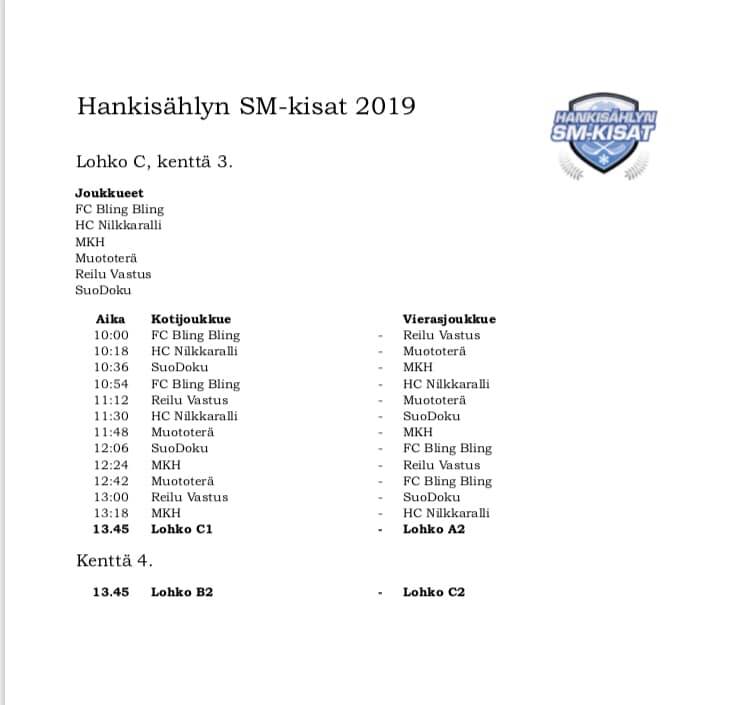 Hankisählyn SM-kisat 2019
HANKISÄHLYN
SM-KISAT
Lohko C, kenttä 3.
Joukkueet
FC Bling Bling
HC Nilkkaralli
MKH
Muototerä
Reilu Vastus
SuoDoku
Aika Kotijoukkue Vierasjoukkue
10:00 FC Bling Bling - Reilu Vastus
10:18 HC Nilkkaralli - Muototerä
10:36 SuoDoku - MKH
10:54 FC Bling Bling - HC Nilkkaralli
11:12 Reilu Vastus - Muototerä
11:30 HC Nilkkaralli - SuoDoku
11:48 Muototerä - MKH
12:06 SuoDoku - FC Bling Bling
12:24 MKH - Reilu Vastus
12:42 Muototerä - FC Bling Bling
13:00 Reilu Vastus - SuoDoku
13:18 MKH - HC Nilkkaralli
13.45 Lohko C1 - Lohko A2
Kenttä 4.
13.45 Lohko B2 - Lohko C2